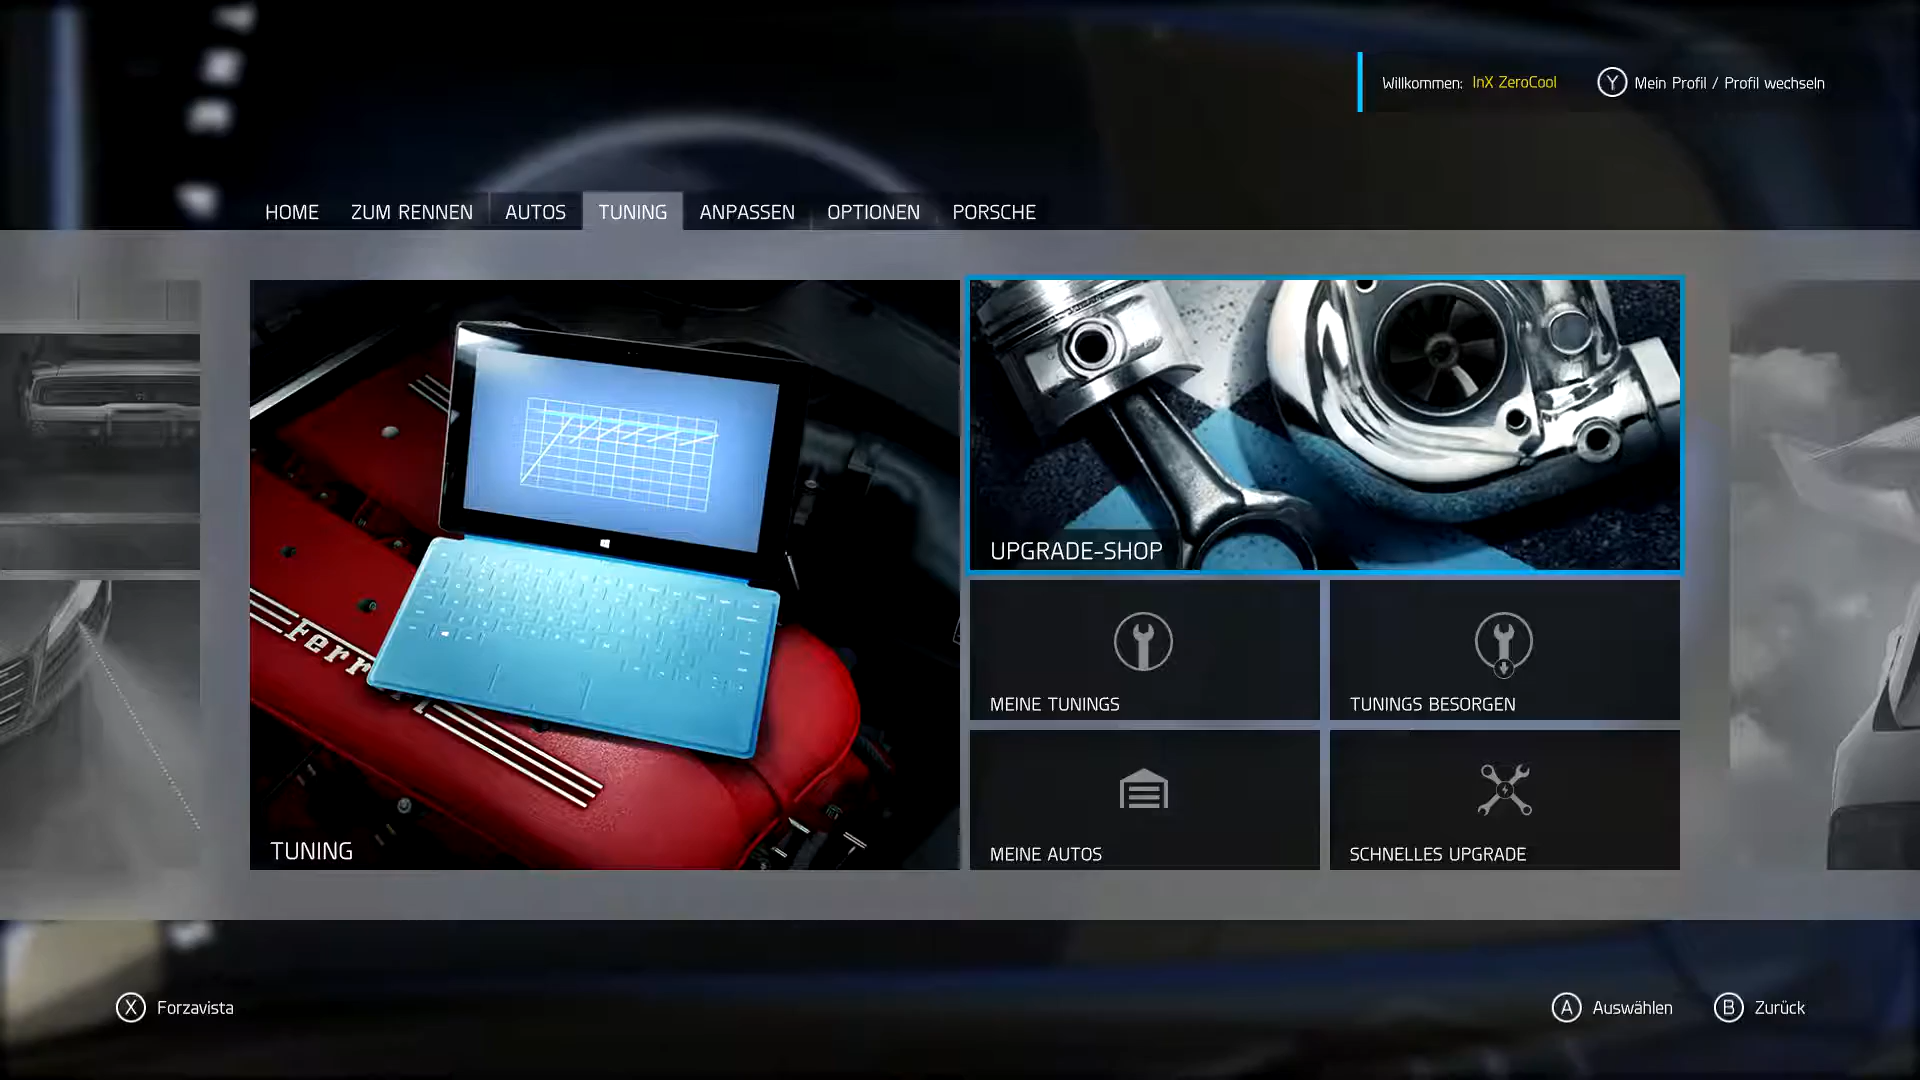 Willkommen: InX ZeroCool Y Mein Profil / Profil wechseln
HOME ZUM RENNEN AUTOS TUNING ANPASSEN OPTIONEN PORSCHE
UPGRADE-SHOP
MEINE TUNINGS
TUNINGS BESORGEN
TUNING
MEINE AUTOS
SCHNELLES UPGRADE
X Forzavista
A Auswählen
B Zurück